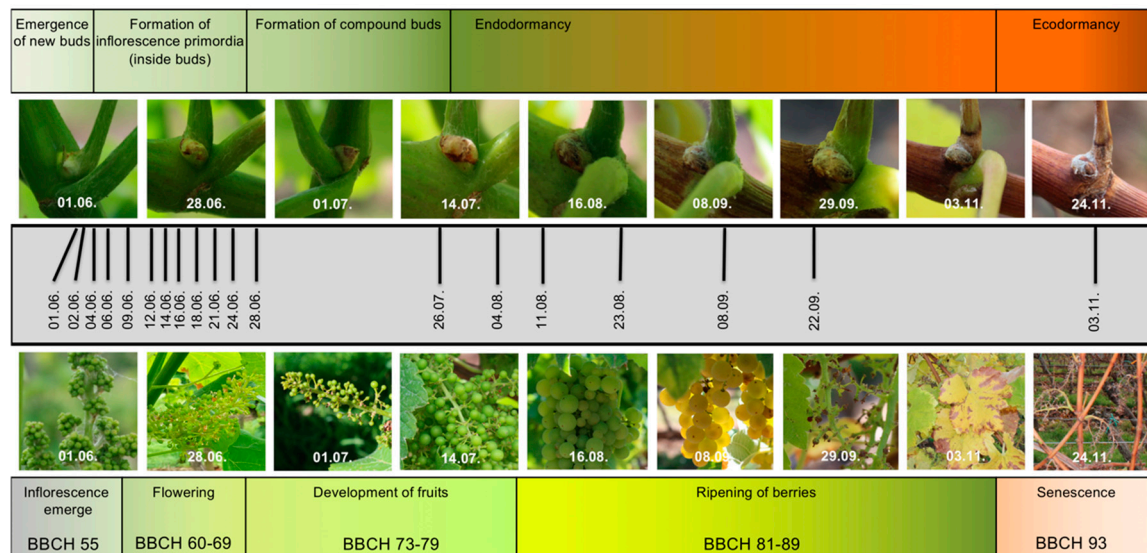 Emergence
of new buds
Formation of
inflorescence primordia
(inside buds)
Formation of compound buds
Endodormancy
Ecodormancy
01.06.
28.06.
01.07.
14.07.
16.08.
08.09.
29.09.
03.11.
24.11.
01.06.
02.06.
04.06.
06.06.
09.06.
12.06.
14.06.
16.06.
18.06.
21.06.
24.06.
28.06.
26.07.
04.08.
11.08.
23.08.
08.09.
22.09.
03.11.
01.06.
28.06.
01.07.
14.07.
16.08.
08.09.
29.09.
03.11.
24.11.
Inflorescence
emerge
BBCH 55
Flowering
BBCH 60-69
Development of fruits
BBCH 73-79
Ripening of berries
BBCH 81-89
Senescence
BBCH 93